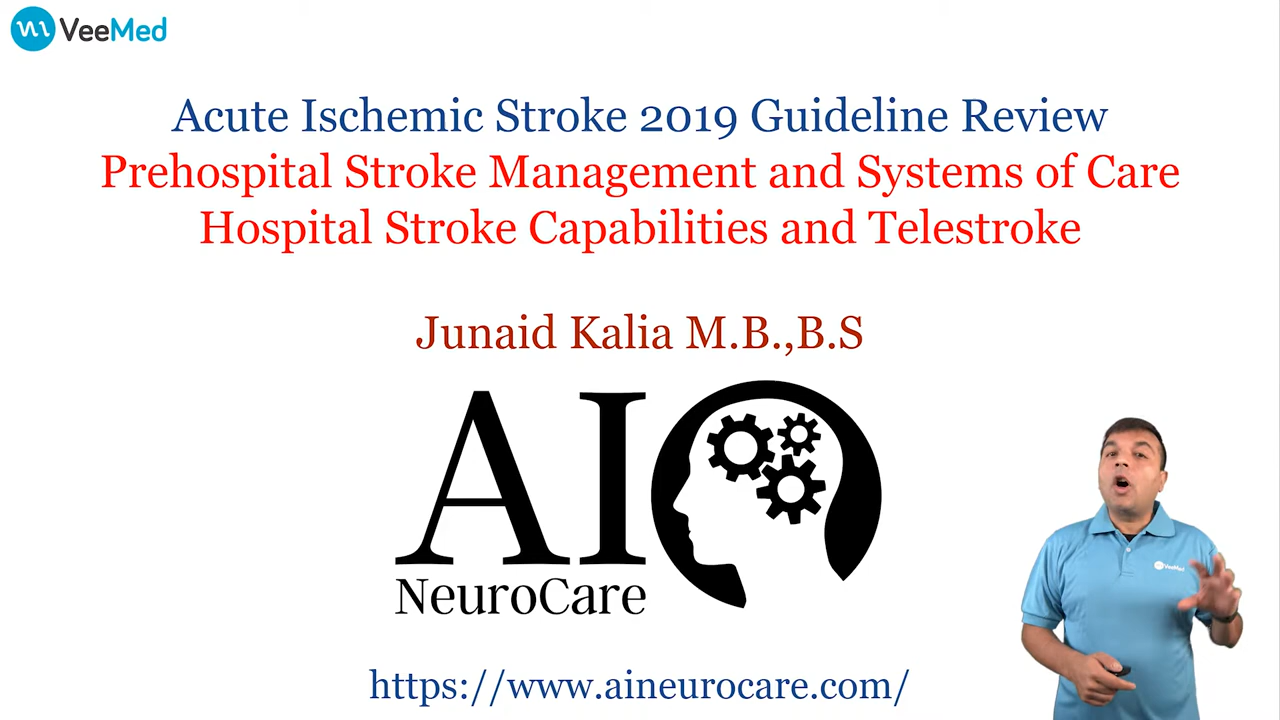 VeeMed
Acute Ischemic Stroke 2019 Guideline Review
Prehospital Stroke Management and Systems of Care
Hospital Stroke Capabilities and Telestroke
Junaid Kalia M.B.,B.S
AI
NeuroCare
VeeMed
https://www.aineurocare.com/